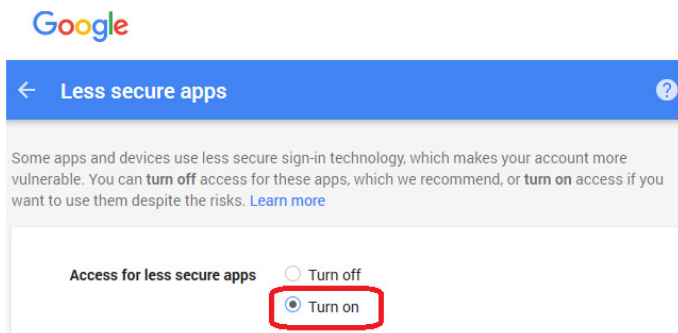 Google
Less secure apps
?
Some apps and devices use less secure sign-in technology, which makes your account more
vulnerable. You can turn off access for these apps, which we recommend, or turn on access if you
want to use them despite the risks. Learn more
Access for less secure apps Turn off
Turn on